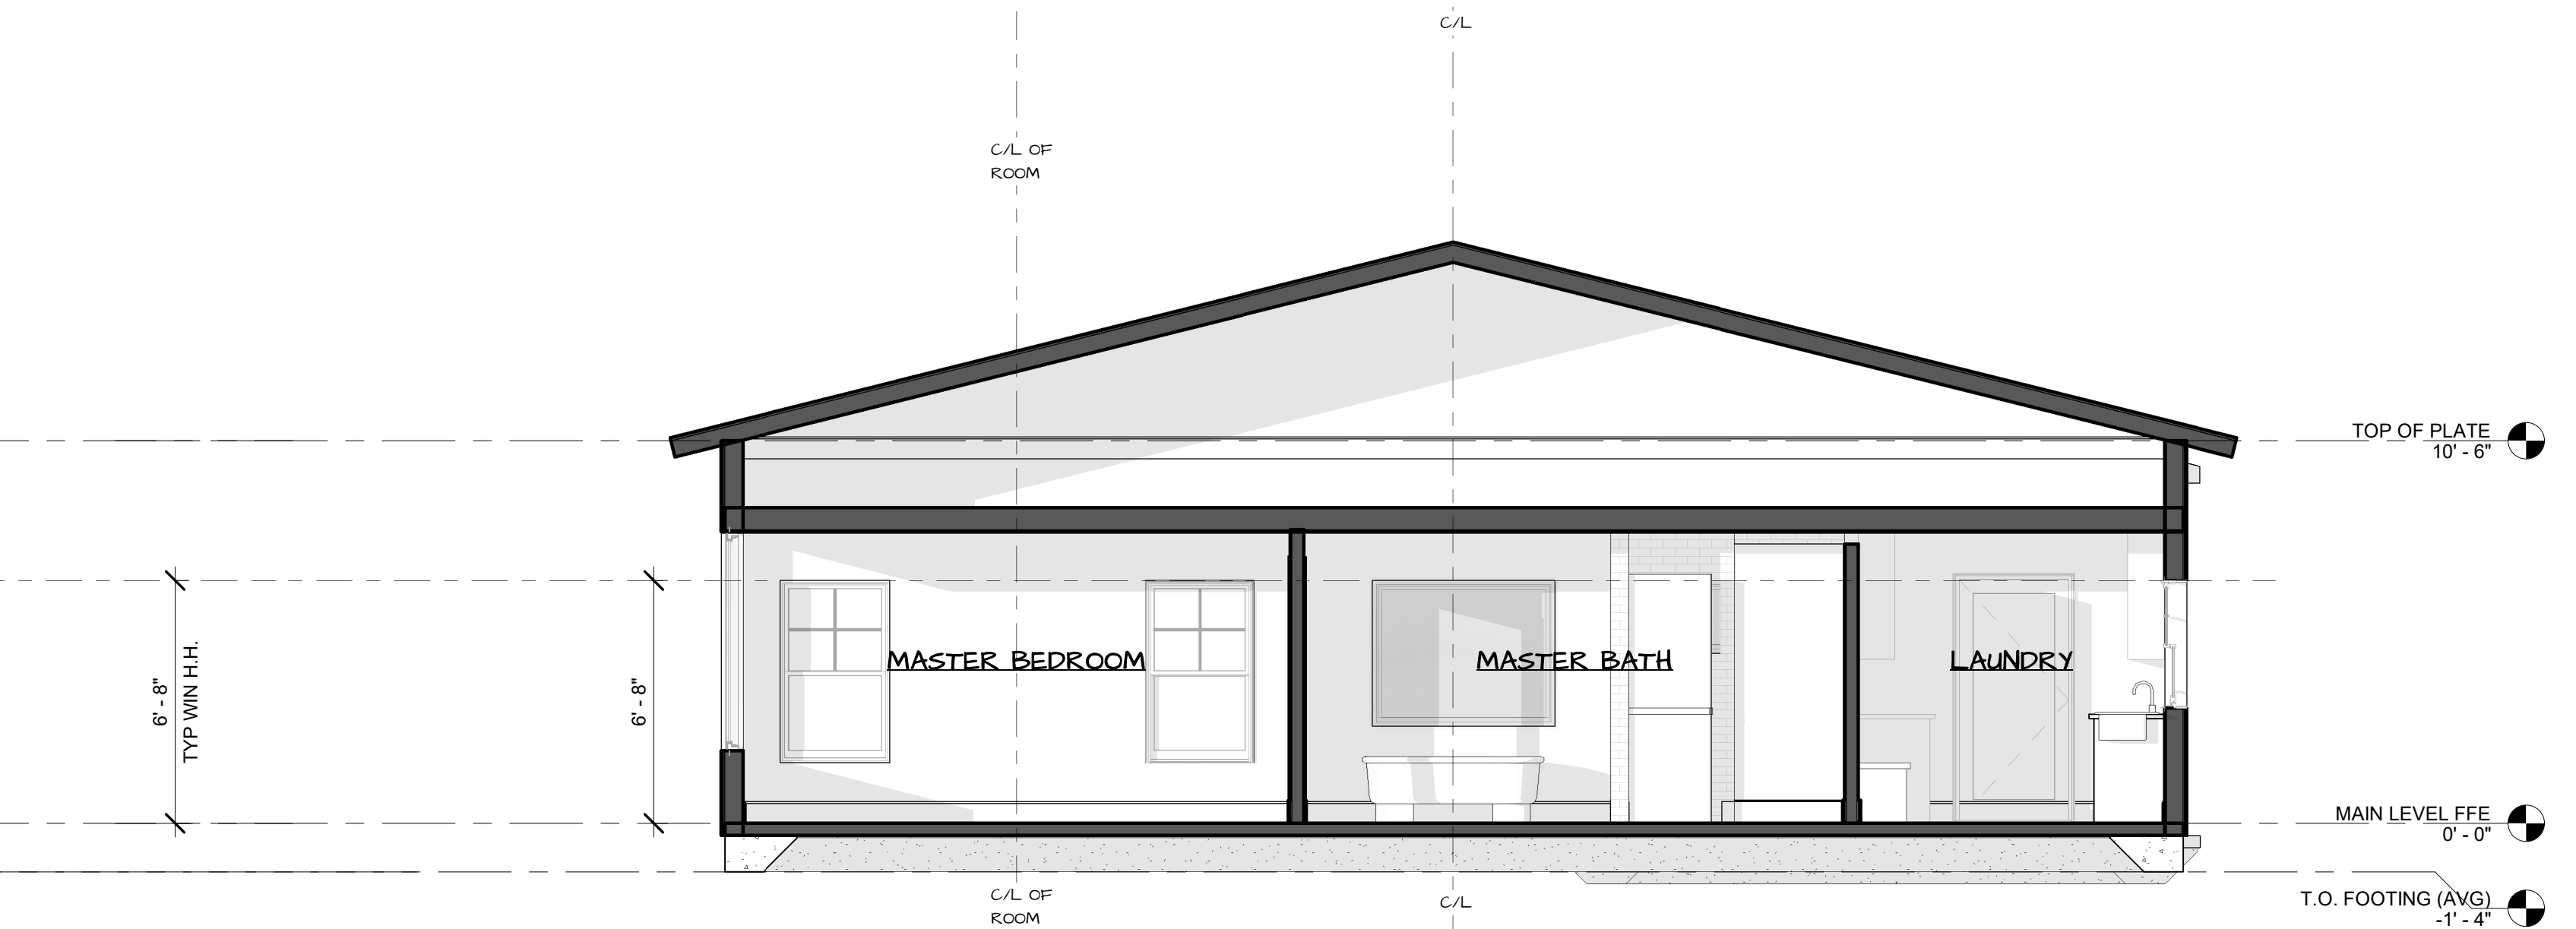 C/L
C/L OF
ROOM
TOP OF PLATE
10' - 6"
6' - 8"
TYP WIN H.H.
6' - 8"
MASTER BEDROOM
MASTER BATH
LAUNDRY
MAIN LEVEL FFE
0' - 0"
C/L OF
ROOM
C/L
T.O. FOOTING (AVG)
-1' - 4"